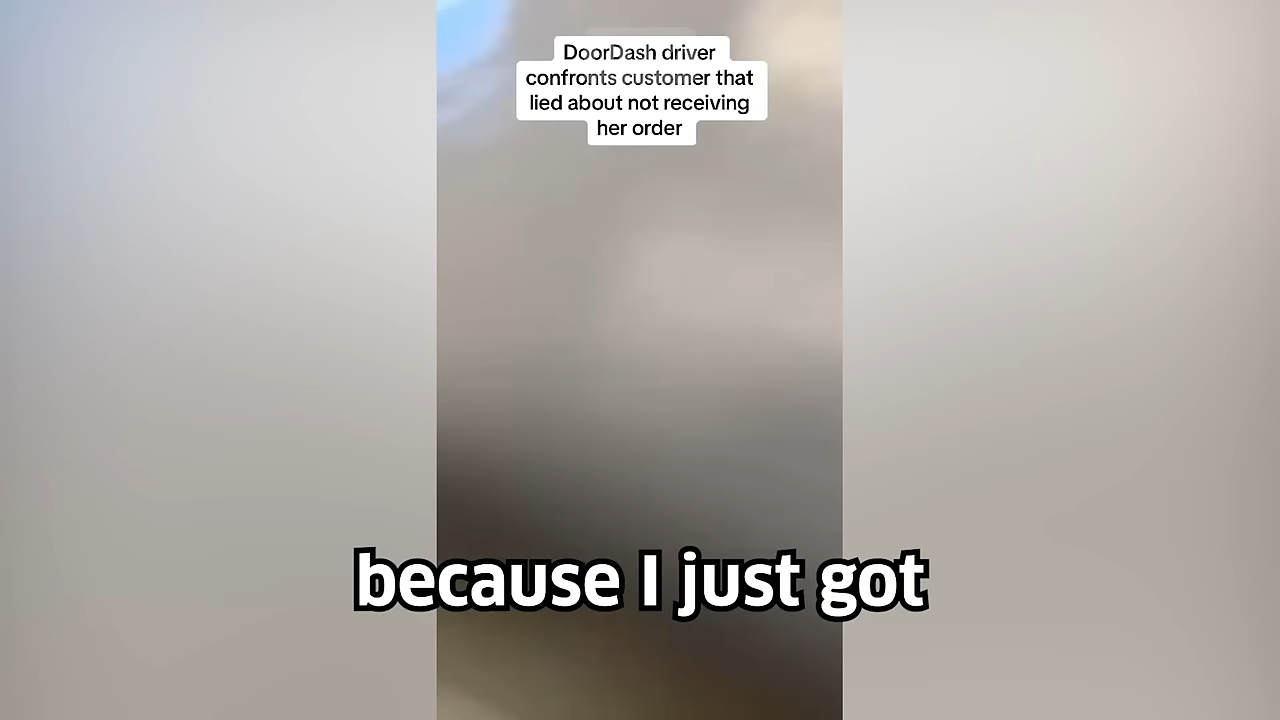 DoorDash driver
confronts customer that
lied about not receiving
her order
because I just got